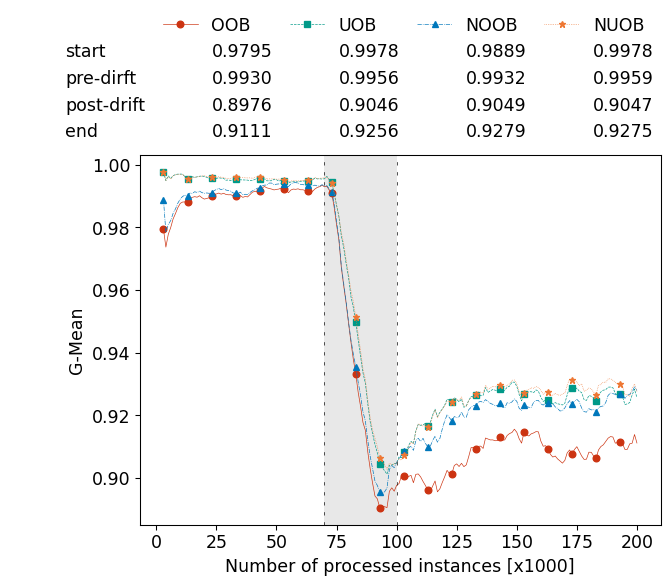 OOB UOB NOOB NUOB
start 0.9795 0.9978 0.9889 0.9978
pre-dirft 0.9930 0.9956 0.9932 0.9959
post-drift 0.8976 0.9046 0.9049 0.9047
end 0.9111 0.9256 0.9279 0.9275
1.00
0.98
0.96
0.94
0.92
0.90
G-Mean
0 25 50 75 100 125 150 175 200
Number of processed instances [x1000]